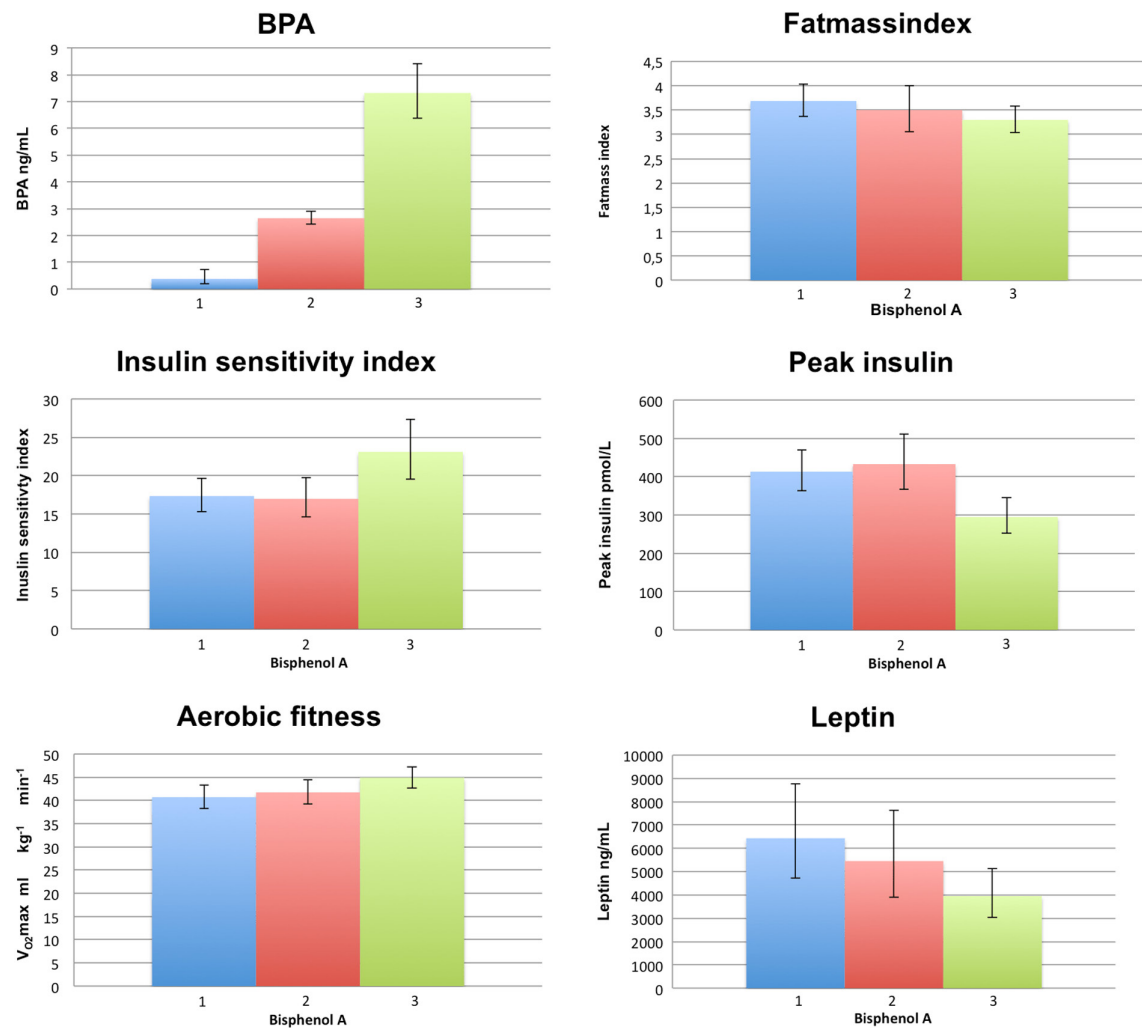 BPA
BPA ng/mL
9
8
7
6
5
4
3
2
1
0
1 2 3
Fatmassindex
Fatmass index
4,5
4
3,5
3
2,5
2
1,5
1
0,5
0
1 2 3
Bisphenol A
Insulin sensitivity index
Inuslin sensitivty index
30
25
20
15
10
5
0
1 2 3
Bisphenol A
Peak insulin
Peak insulin pmol/L
600
500
400
300
200
100
0
1 2 3
Bisphenol A
Aerobic fitness
VO2max ml kg-1 min-1
50
45
40
35
30
25
20
15
10
5
0
1 2 3
Bisphenol A
Leptin
Leptin ng/mL
10000
9000
8000
7000
6000
5000
4000
3000
2000
1000
0
1 2 3
Bisphenol A